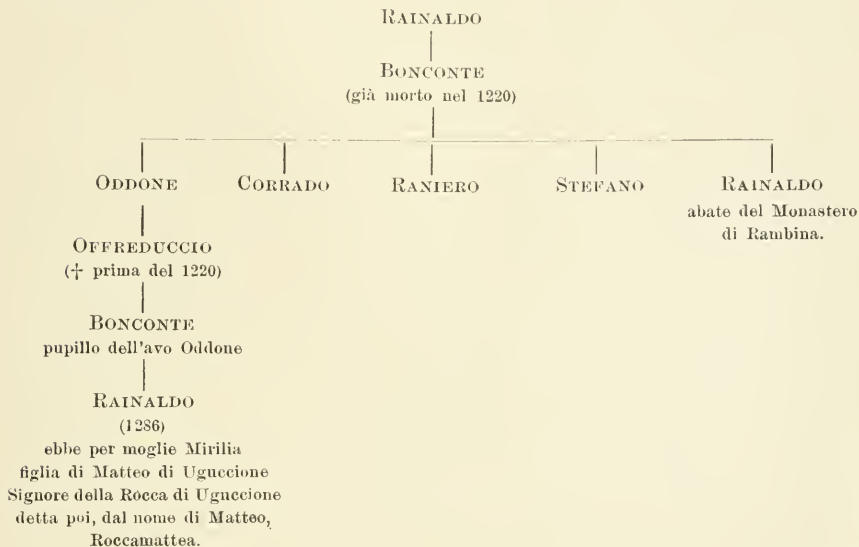 RAINALDO
BONCONTE
(già morto nel 1220)
ODDONE CORRADO RANIERO STEFANO RAINALDO
abate del Monastero
di Rambina.
OFFREDUCCIO
(† prima del 1220)
BONCONTE
pupillo dell'avo Oddone
RAINALDO
(1286)
ebbe per moglie Mirilia
figlia di Matteo di Uguccione
Signore della Rocca di Uguccione
detta poi, dal nome di Matteo,
Roccamattea.